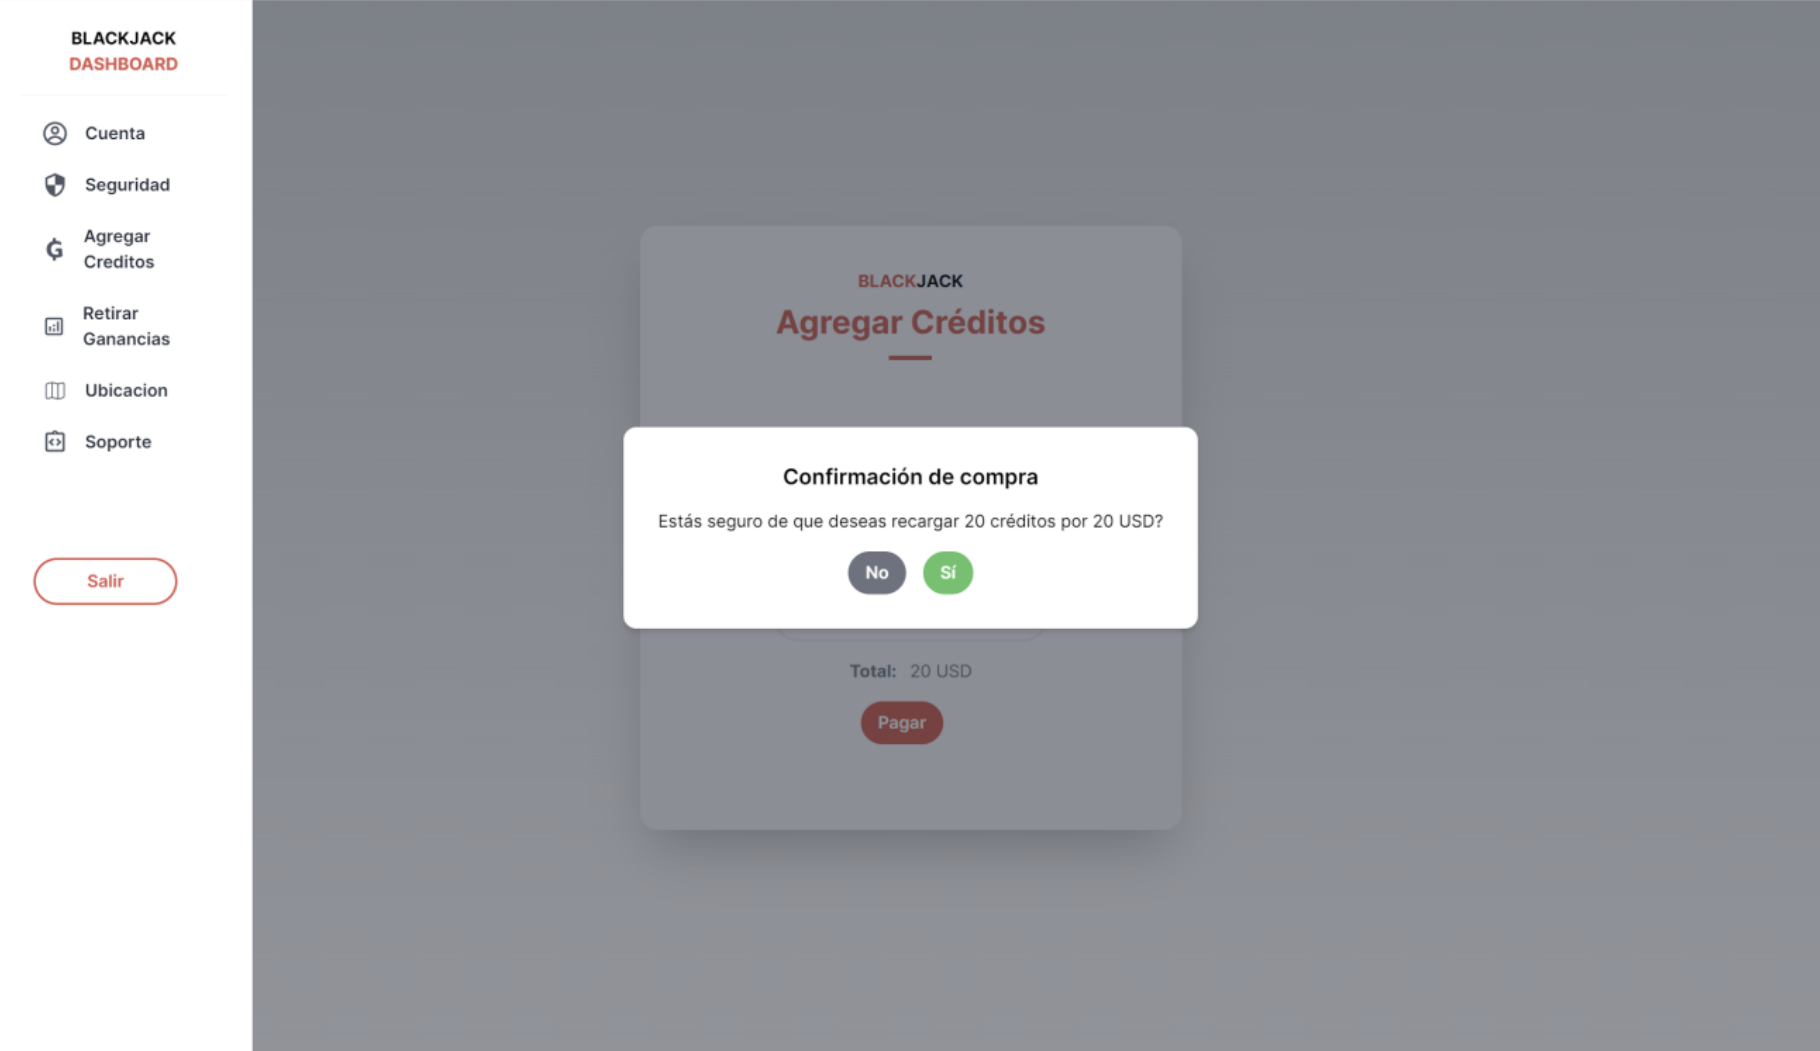 BLACKJACK
DASHBOARD
Cuenta
Seguridad
Agregar
Creditos
Retirar
Ganancias
Ubicacion
Soporte
Salir
BLACKJACK
Agregar Créditos
Confirmación de compra
Estás seguro de que deseas recargar 20 créditos por 20 USD?
No Sí
Total: 20 USD
Pagar